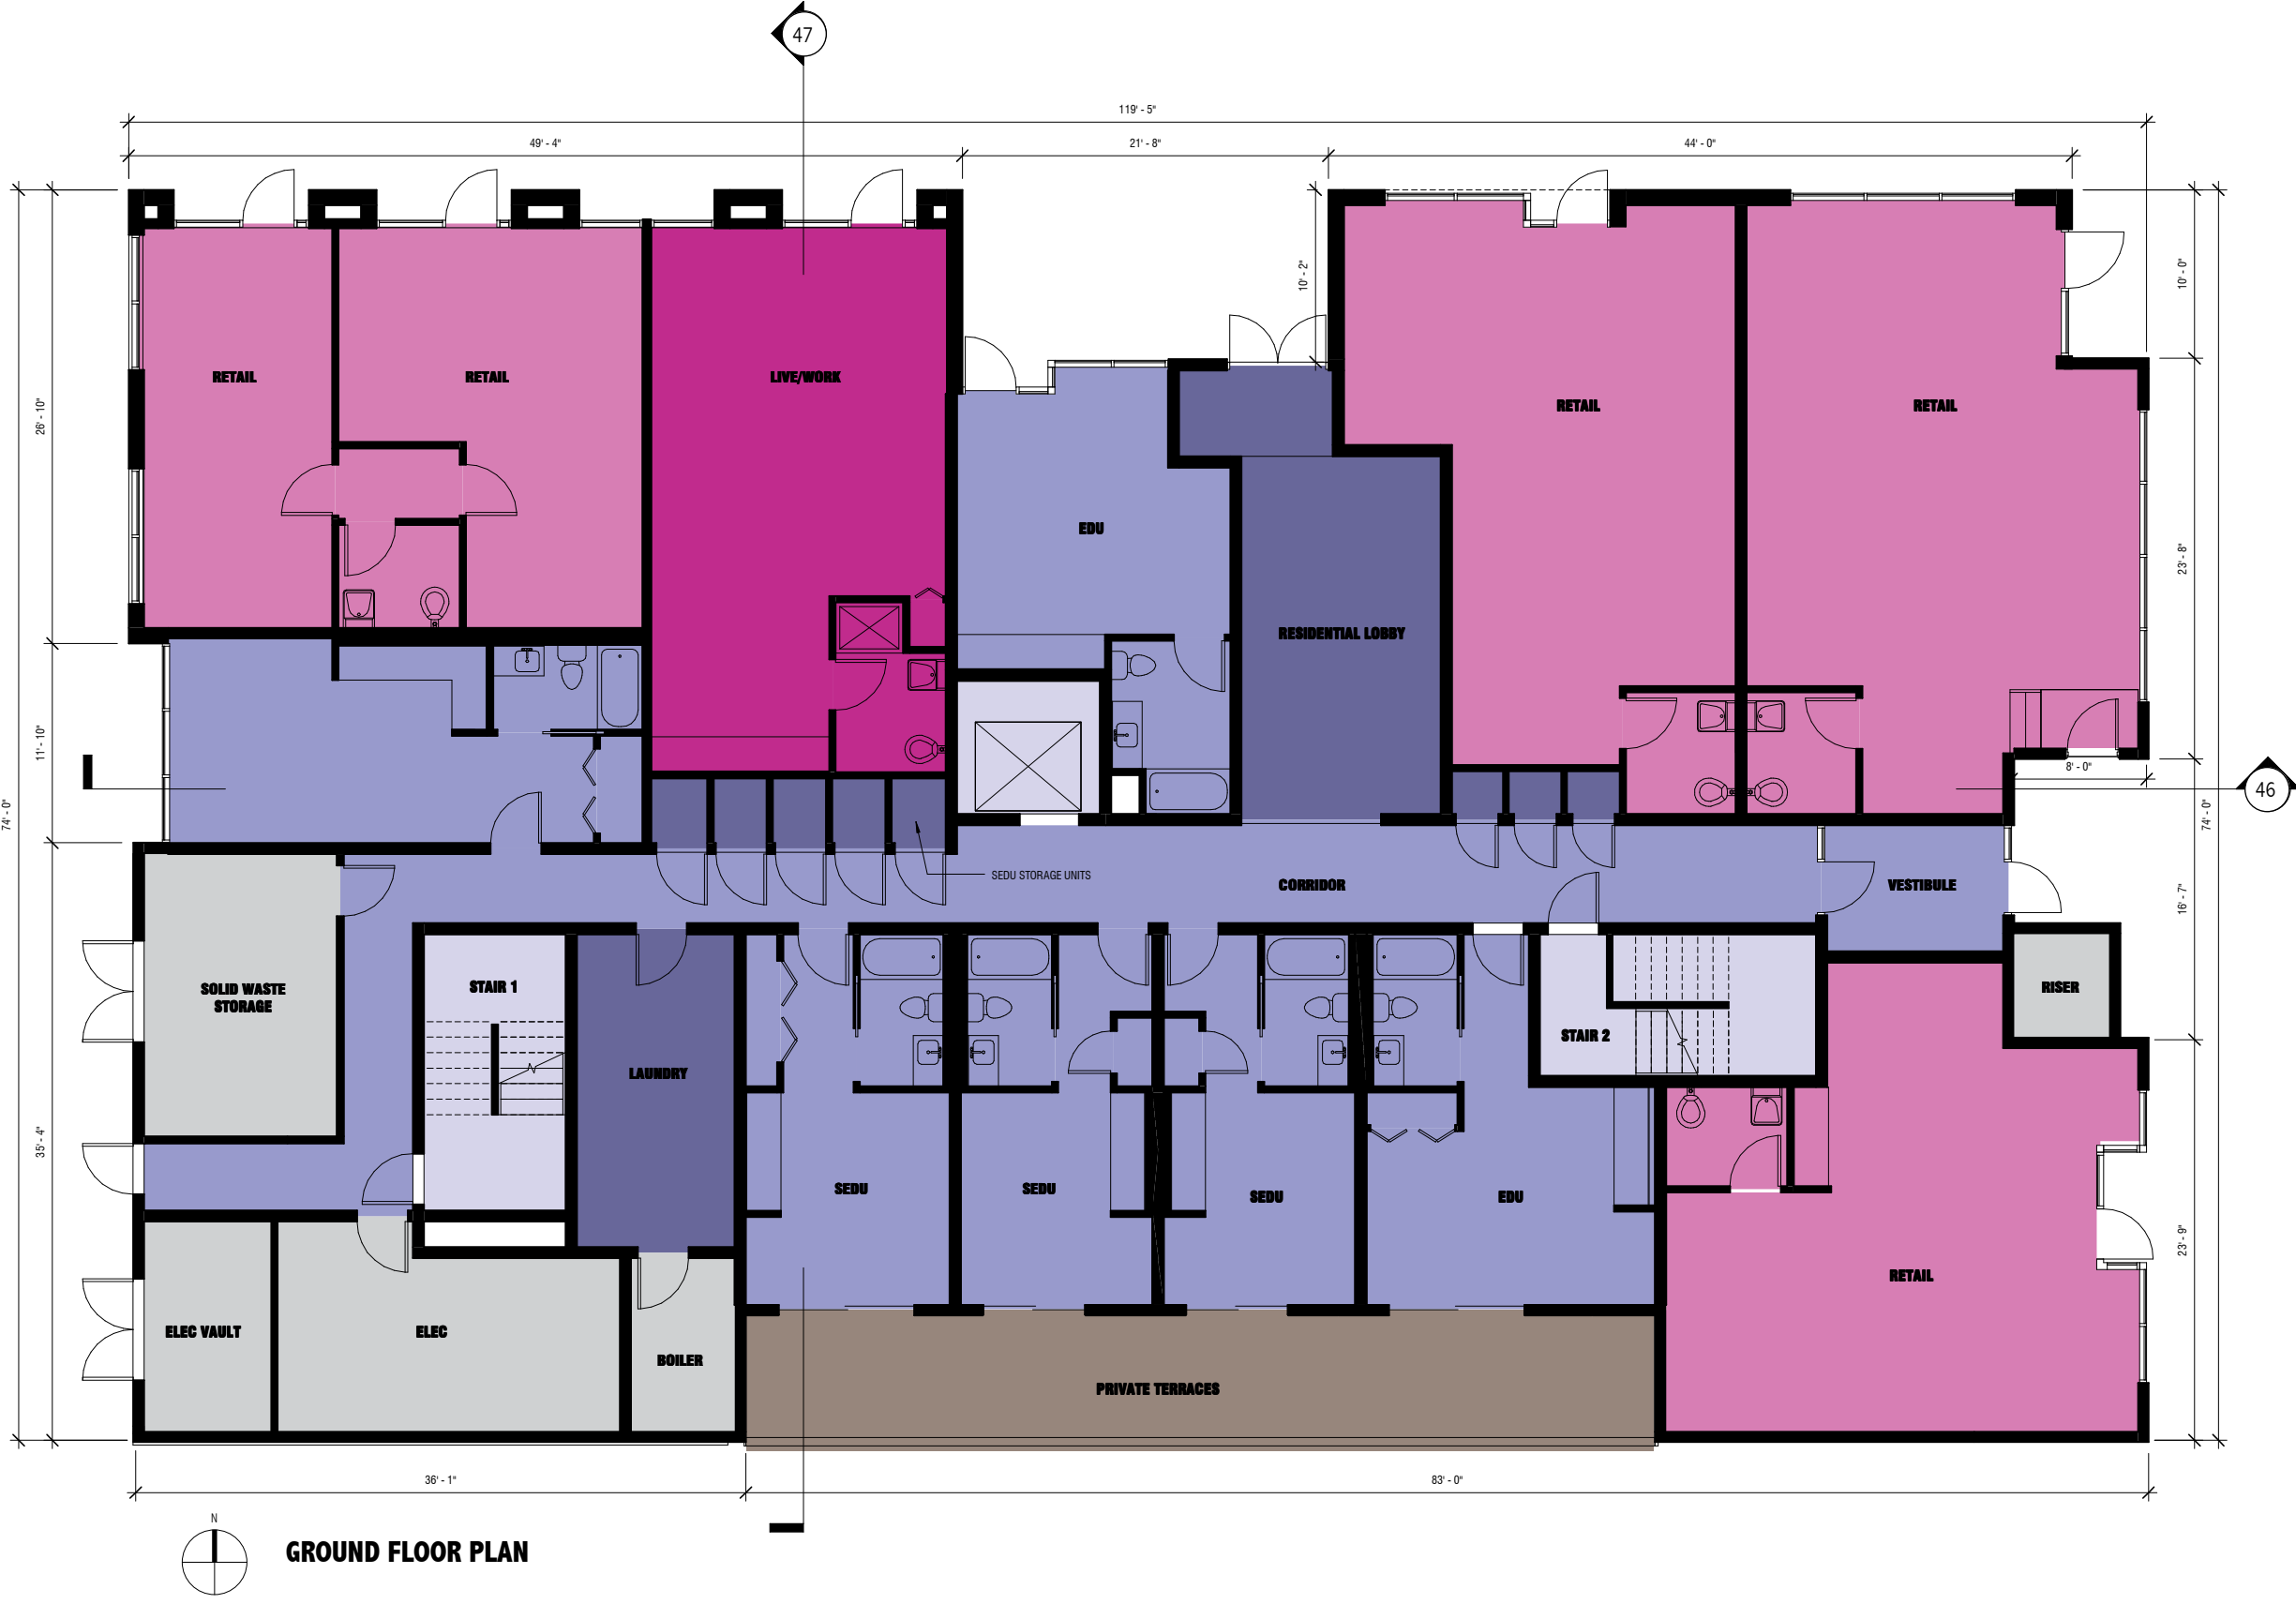 47
119' - 5"
49' - 4"
21' - 8"
44' - 0"
10' - 2"
10' - 0"
RETAIL
RETAIL
LIVE/WORK
RETAIL
RETAIL
26' - 10"
EDU
23' - 8"
RESIDENTIAL LOBBY
11' - 10"
8' - 0"
46
74' - 0"
74' - 0"
SEDU STORAGE UNITS
CORRIDOR
VESTIBULE
16' - 7"
SOLID WASTE
STORAGE
STAIR 1
RISER
STAIR 2
LAUNDRY
35' - 4"
SEDU
SEDU
SEDU
EDU
23' - 9"
RETAIL
ELEC VAULT
ELEC
BOILER
PRIVATE TERRACES
36' - 1"
83' - 0"
N
GROUND FLOOR PLAN